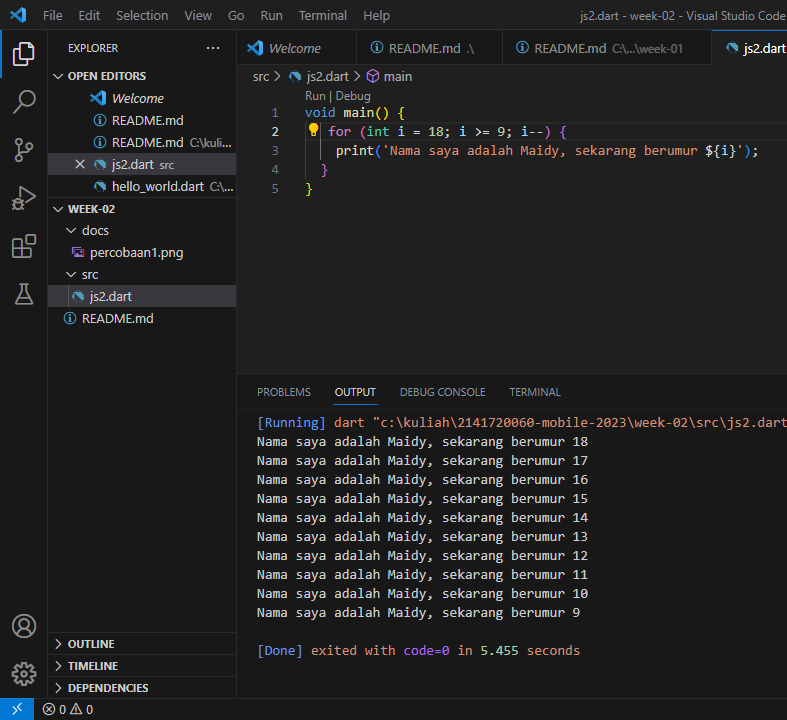 File Edit Selection View Go Run Terminal Help js2.dart - week-02 - Visual Studio Code
EXPLORER ···
Welcome README.md .\ README.md C:\...\week-01 js2.dart
OPEN EDITORS
Welcome
README.md
README.md C:\kuli...
js2.dart src
hello_world.dart C:\...
WEEK-02
docs
percobaan1.png
src
js2.dart
README.md
OUTLINE
TIMELINE
DEPENDENCIES
src > js2.dart > main
Run | Debug
1 void main() {
2 for (int i = 18; i >= 9; i--) {
3 print('Nama saya adalah Maidy, sekarang berumur ${i}');
4 }
5 }
PROBLEMS OUTPUT DEBUG CONSOLE TERMINAL
[Running] dart "c:\kuliah\2141720060-mobile-2023\week-02\src\js2.dart
Nama saya adalah Maidy, sekarang berumur 18
Nama saya adalah Maidy, sekarang berumur 17
Nama saya adalah Maidy, sekarang berumur 16
Nama saya adalah Maidy, sekarang berumur 15
Nama saya adalah Maidy, sekarang berumur 14
Nama saya adalah Maidy, sekarang berumur 13
Nama saya adalah Maidy, sekarang berumur 12
Nama saya adalah Maidy, sekarang berumur 11
Nama saya adalah Maidy, sekarang berumur 10
Nama saya adalah Maidy, sekarang berumur 9
[Done] exited with code=0 in 5.455 seconds
0 0